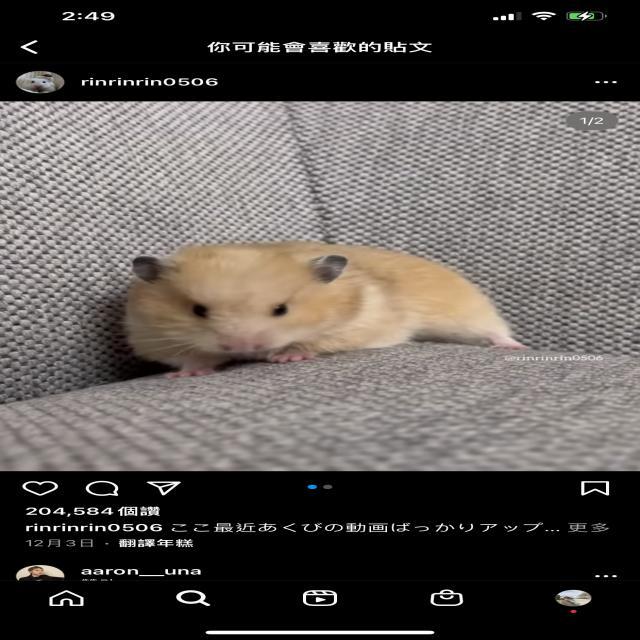 2:49
你可能會喜歡的貼文
rinrinrin0506
1/2
@rinrinrin0506
204,584 個讚
rinrinrin0506 ここ最近あくびの動画ばっかりアップ... 更多
12月3日 · 翻譯年糕
aaron__una